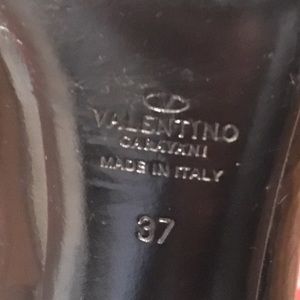 VALENTINO
GARAVANI
MADE IN ITALY
37